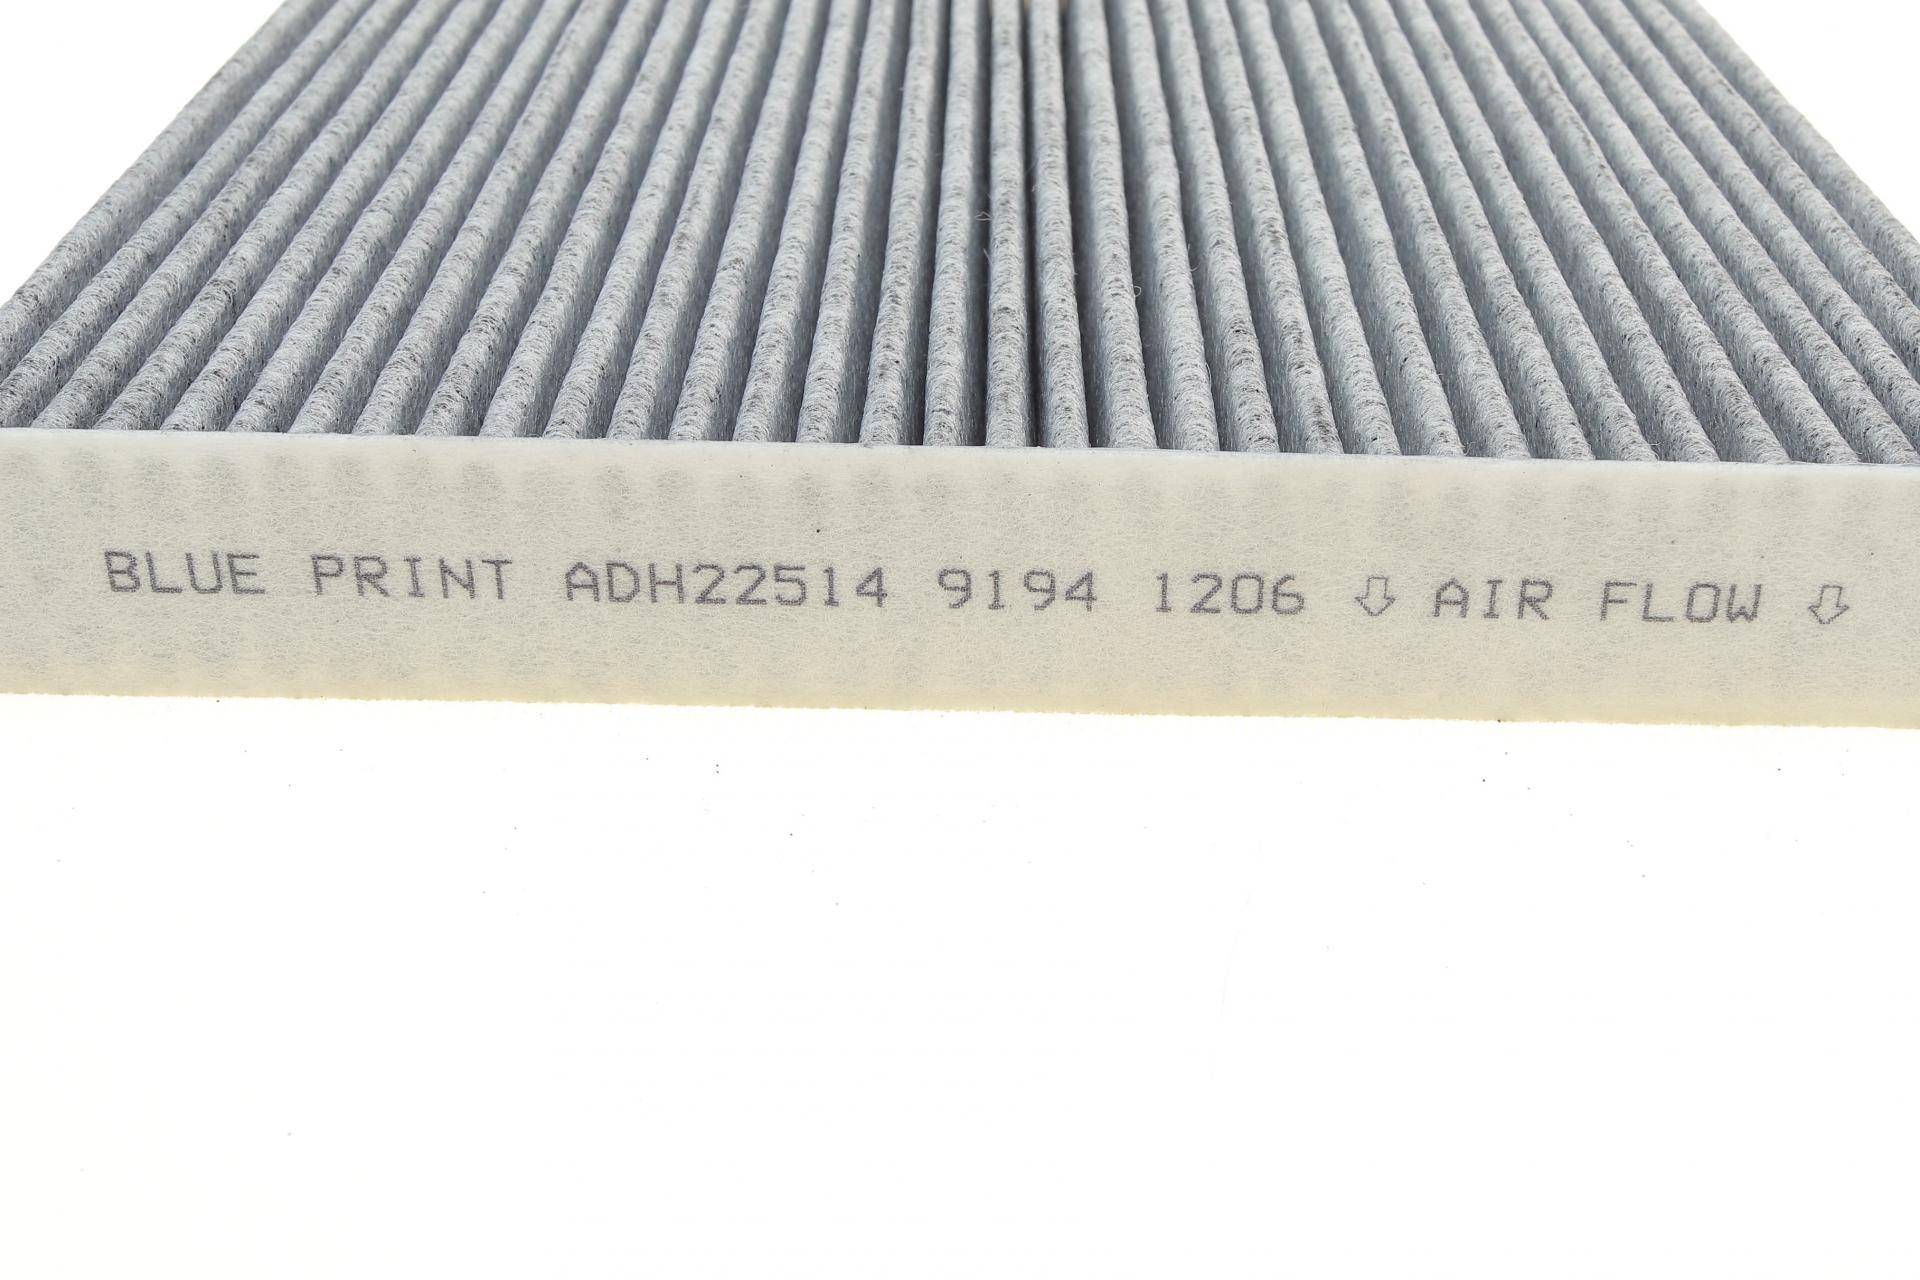 BLUE PRINT ADH22514 9194 1206 ⇩ AIR FLOW ⇩